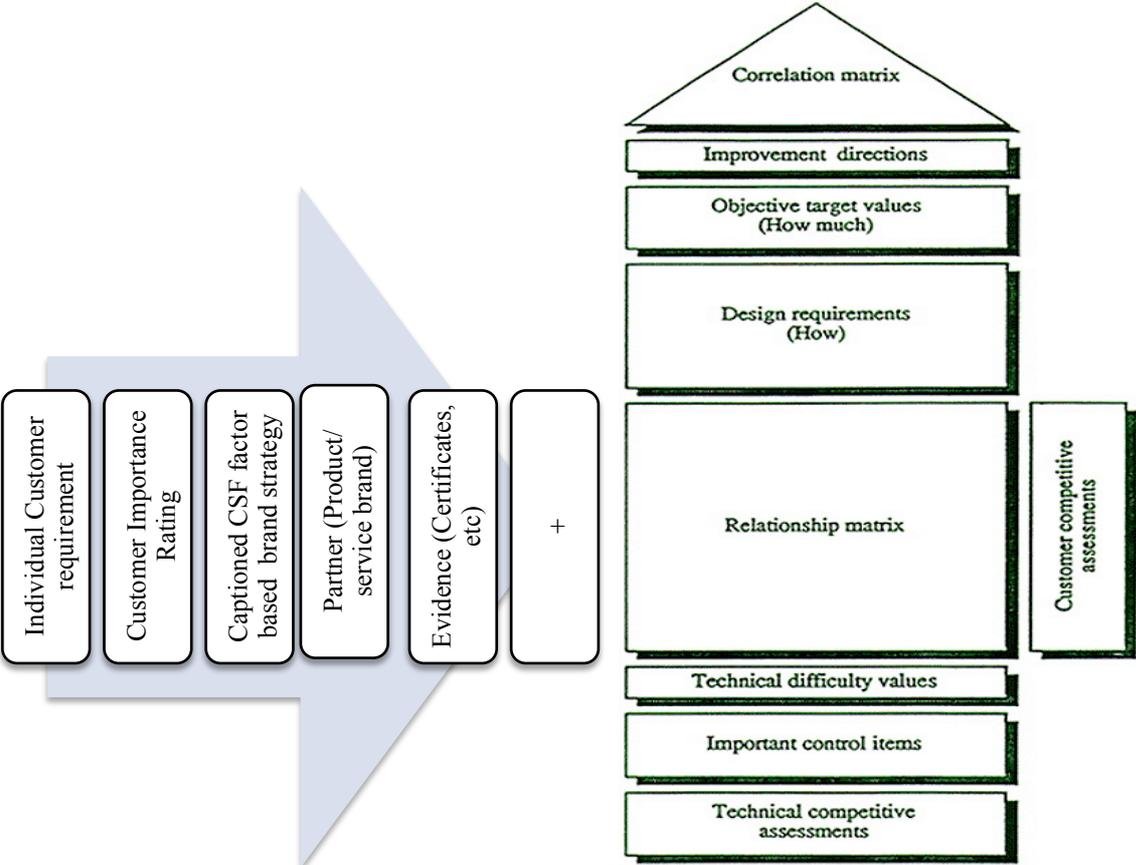 Individual Customer
requirement
Customer Importance
Rating
Captioned CSF factor
based brand strategy
Partner (Product/
service brand)
Evidence (Certificates,
etc)
+
Correlation matrix
Improvement directions
Objective target values
(How much)
Design requirements
(How)
Relationship matrix
Customer competitive
assessments
Technical difficulty values
Important control items
Technical competitive
assessments